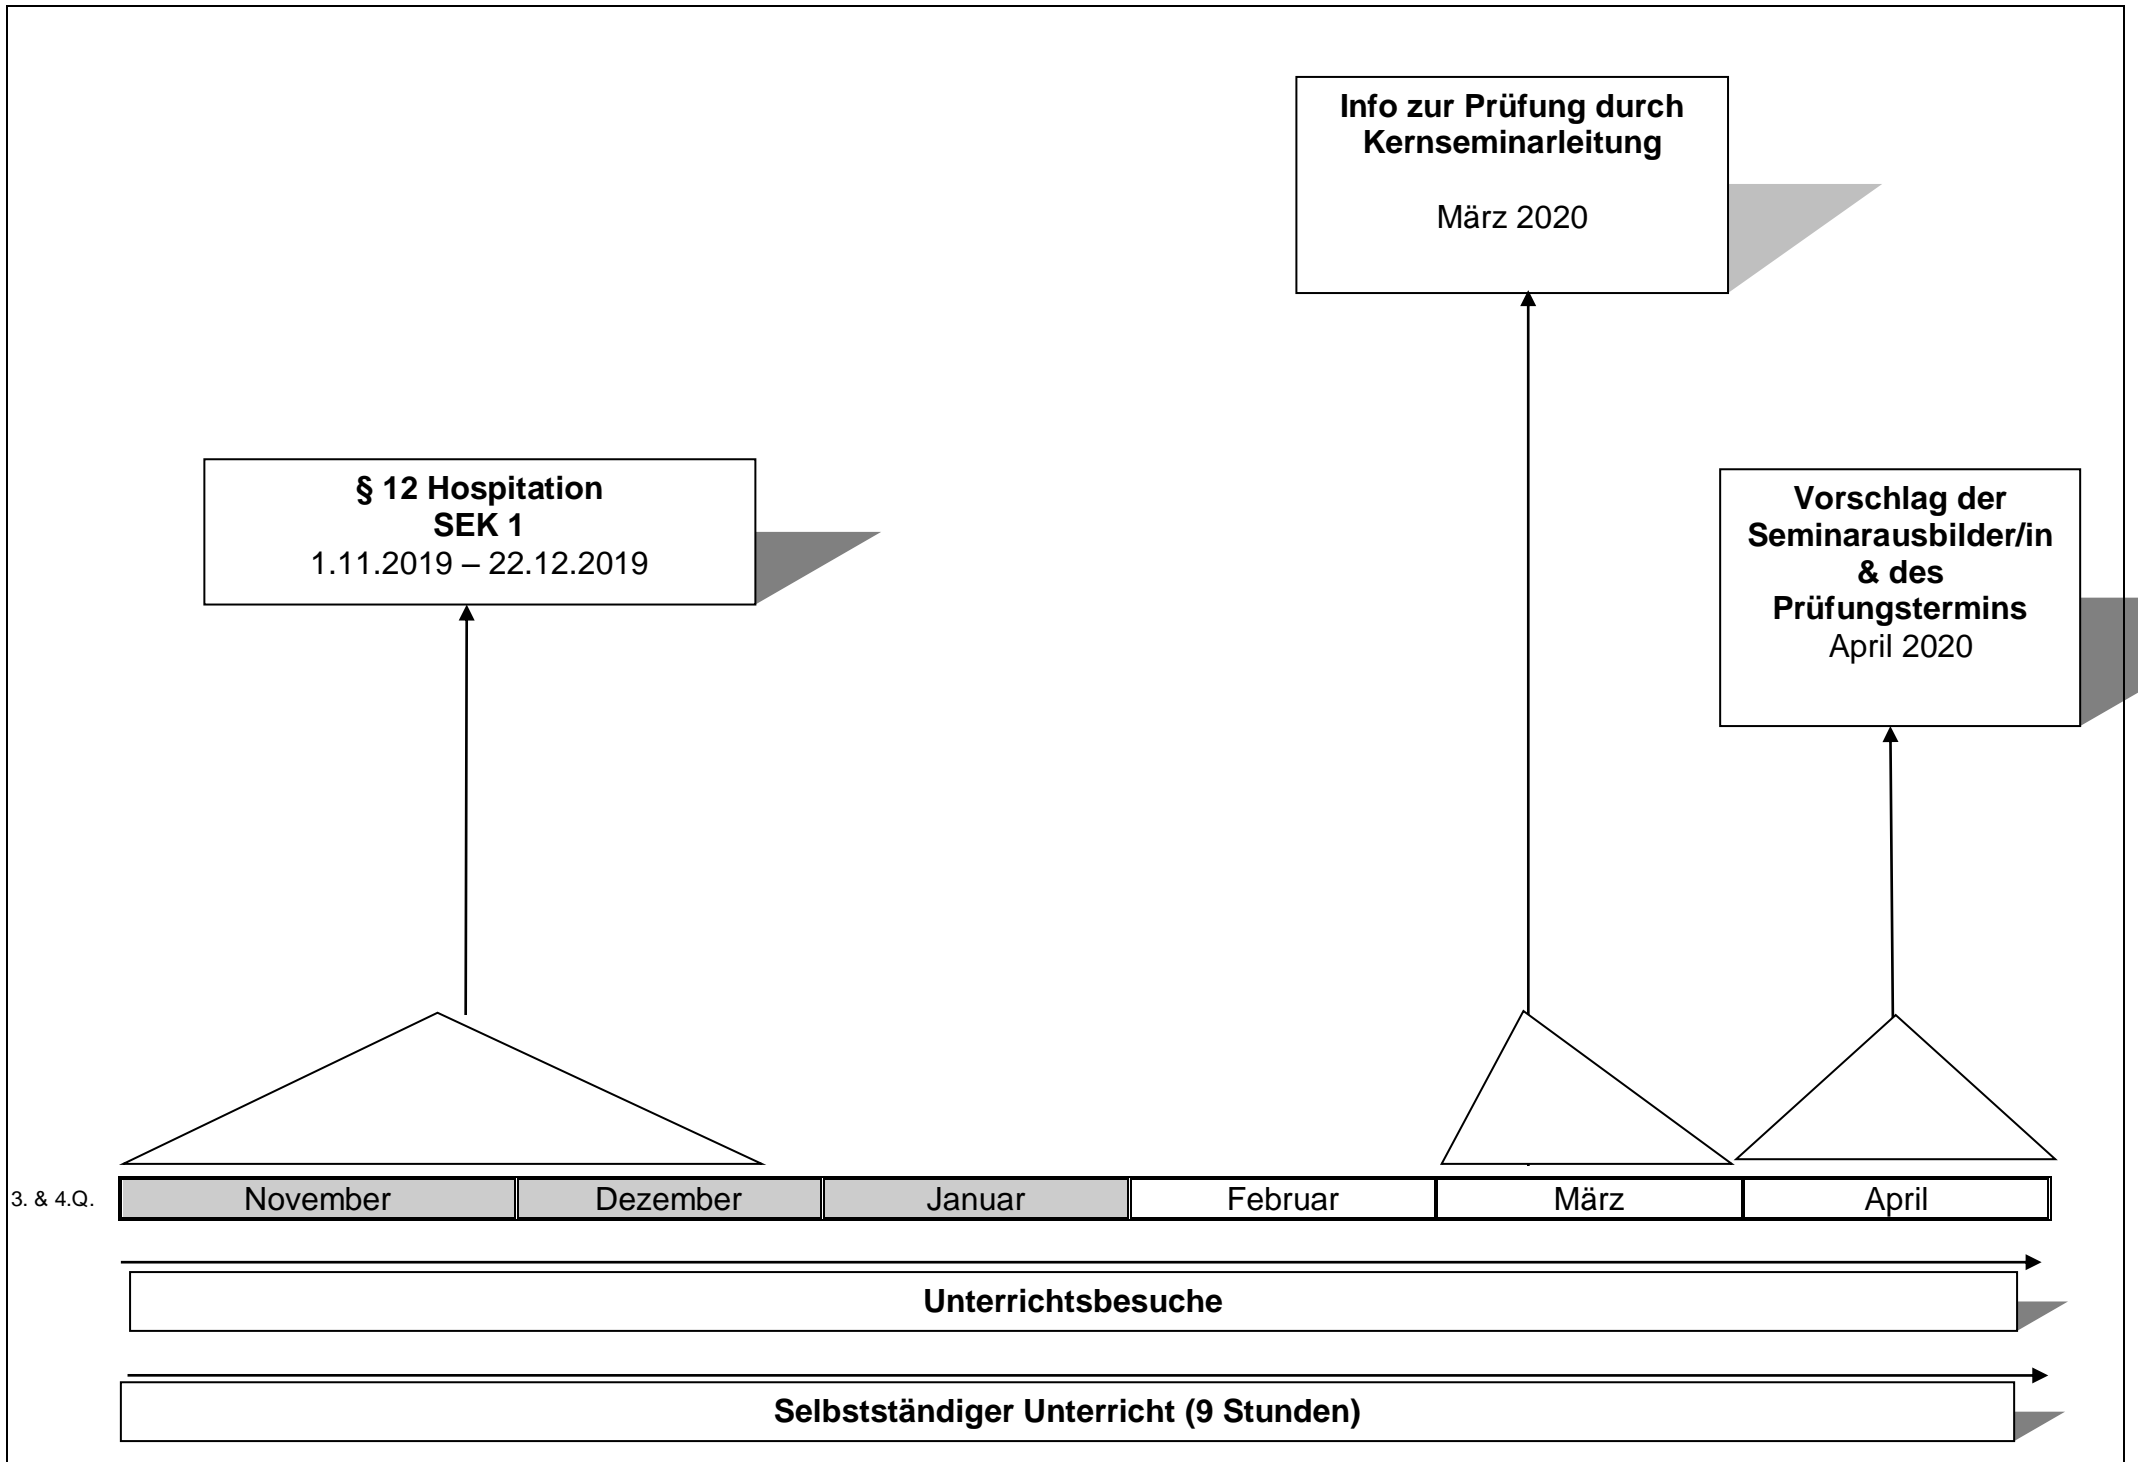 Info zur Prüfung durch
Kernseminarleitung
März 2020
§ 12 Hospitation
SEK 1
1.11.2019 – 22.12.2019
Vorschlag der
Seminarausbilder/in
& des
Prüfungstermins
April 2020
3. & 4.Q.
November
Dezember
Januar
Februar
März
April
Unterrichtsbesuche
Selbstständiger Unterricht (9 Stunden)